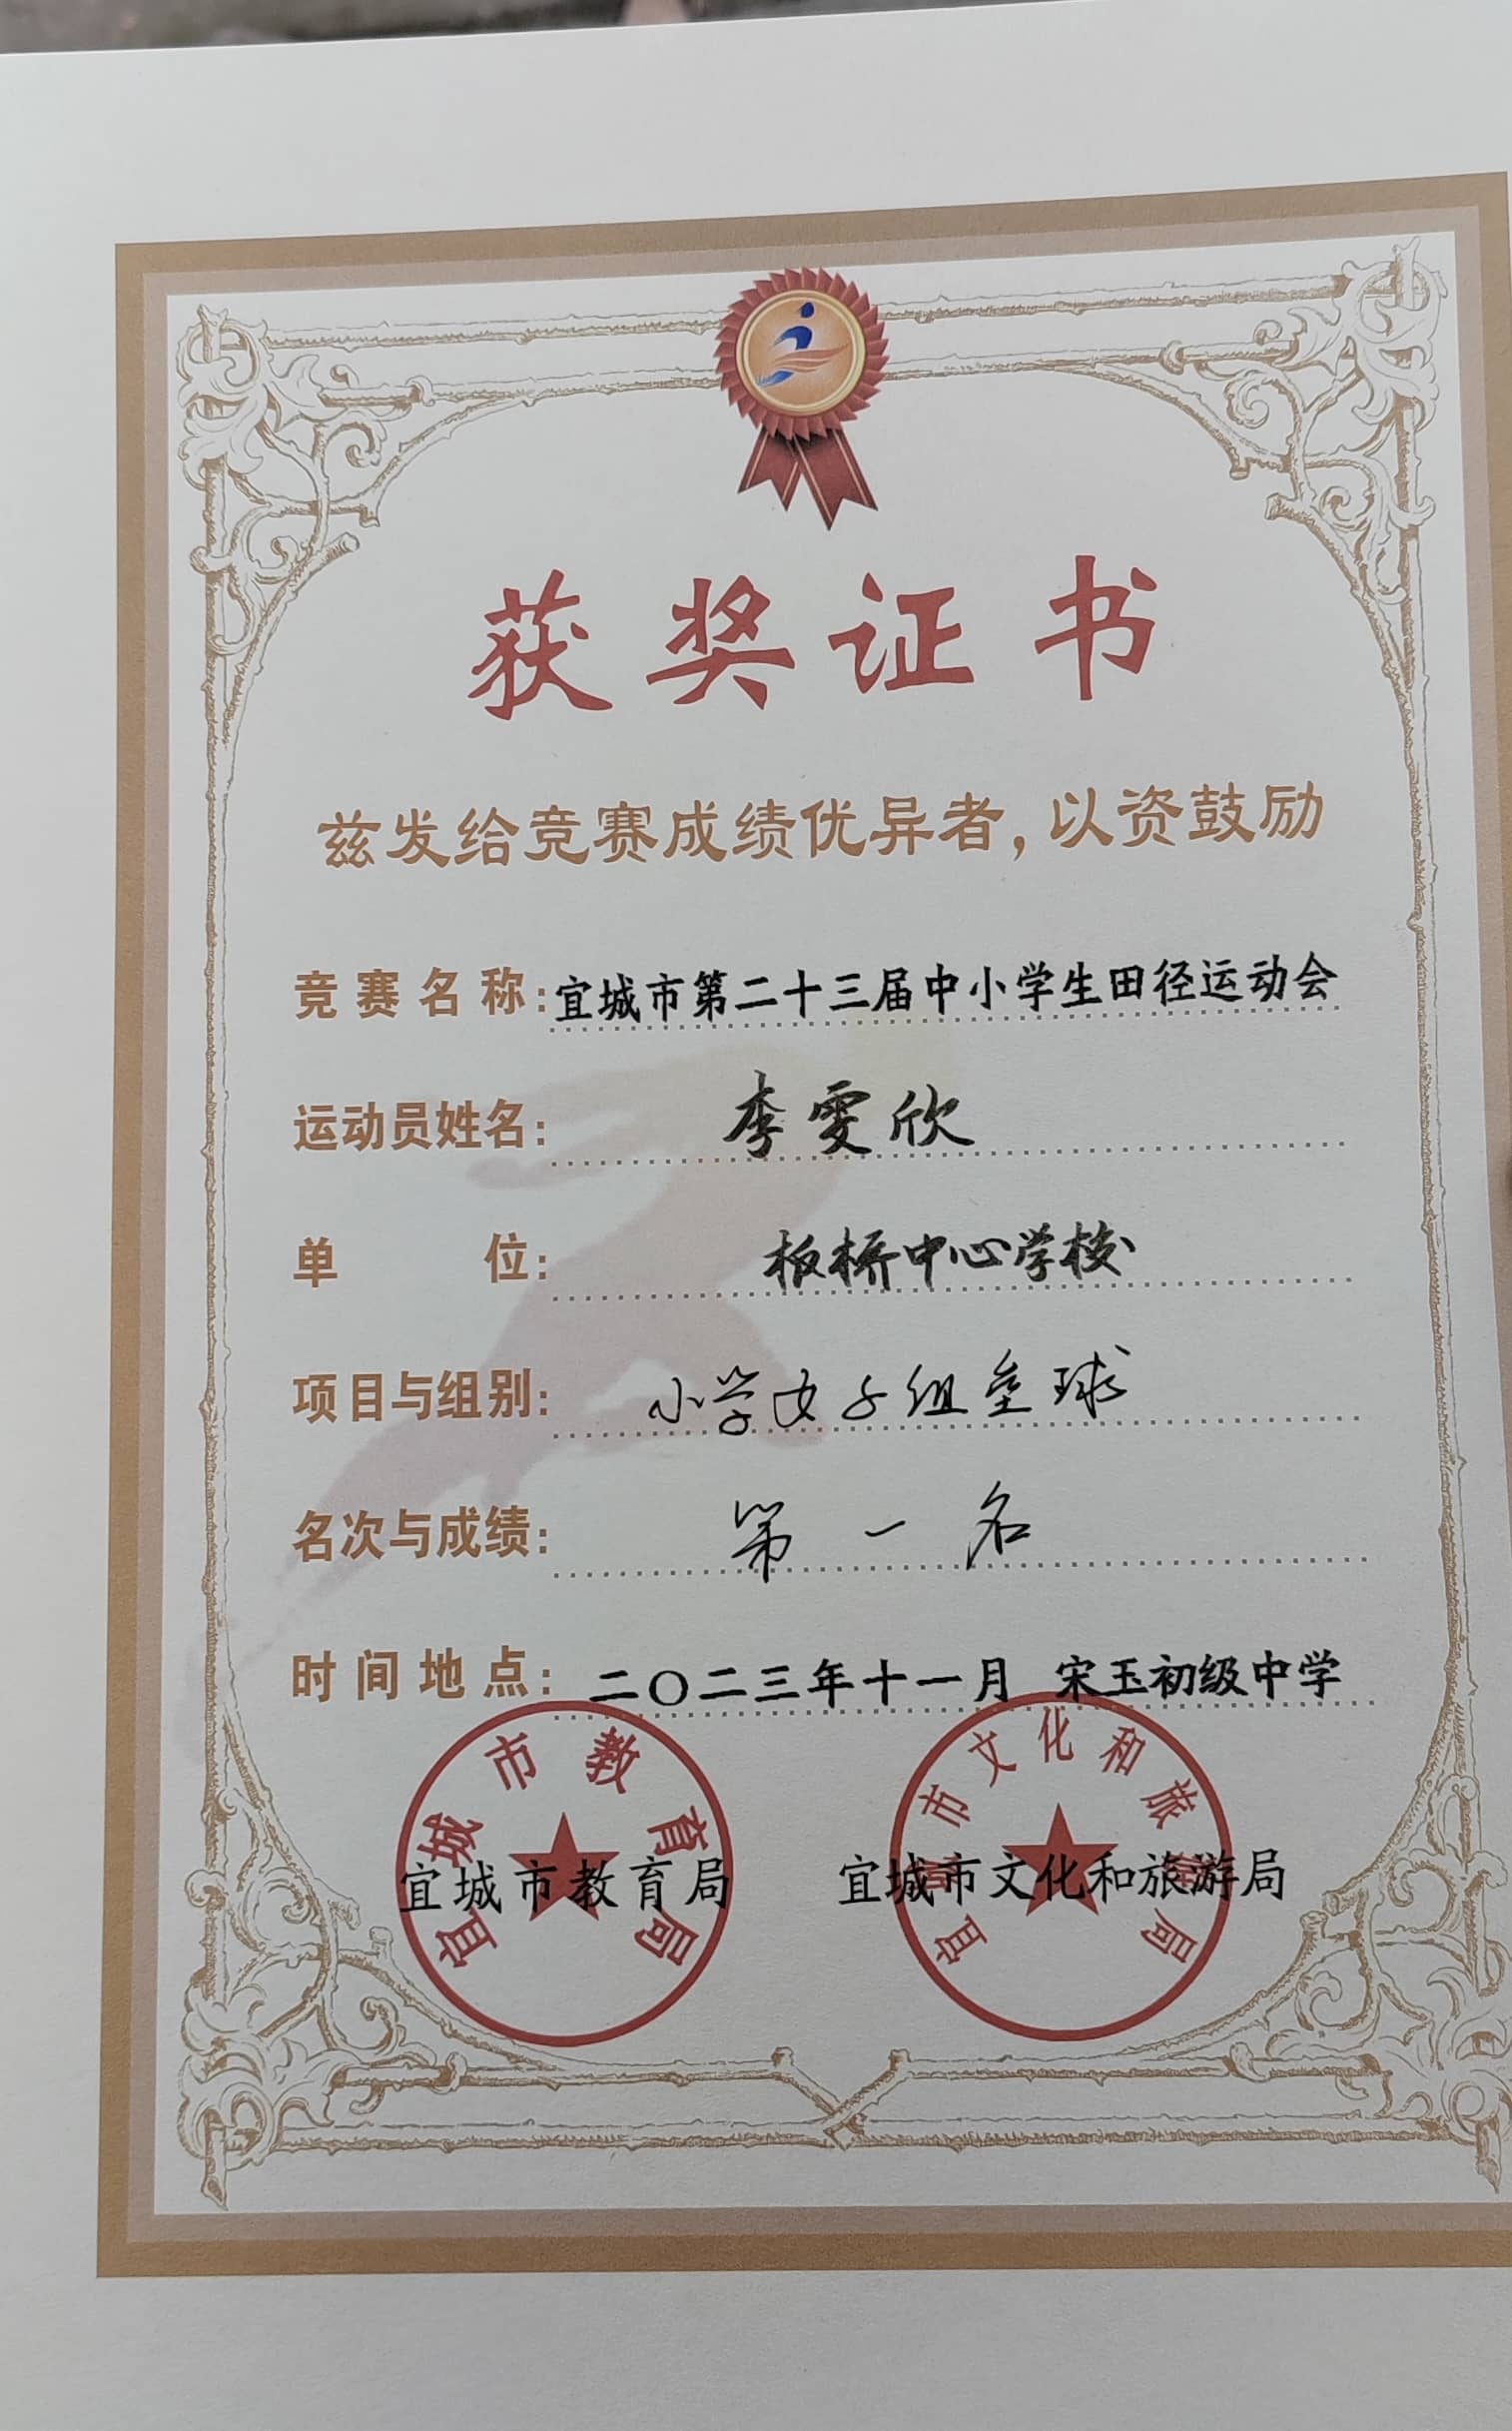 获奖证书
兹发给竞赛成绩优异者，以资鼓励
竞赛名称：宜城市第二十三届中小学生田径运动会
运动员姓名：李雯欣
单位：板桥中心学校
项目与组别：小学女子组垒球
名次与成绩：第一名
时间地点：二〇二三年十一月 宋玉初级中学
宜城市教育局
宜城市文化和旅游局
宜城市教育局 宜城市文化和旅游局